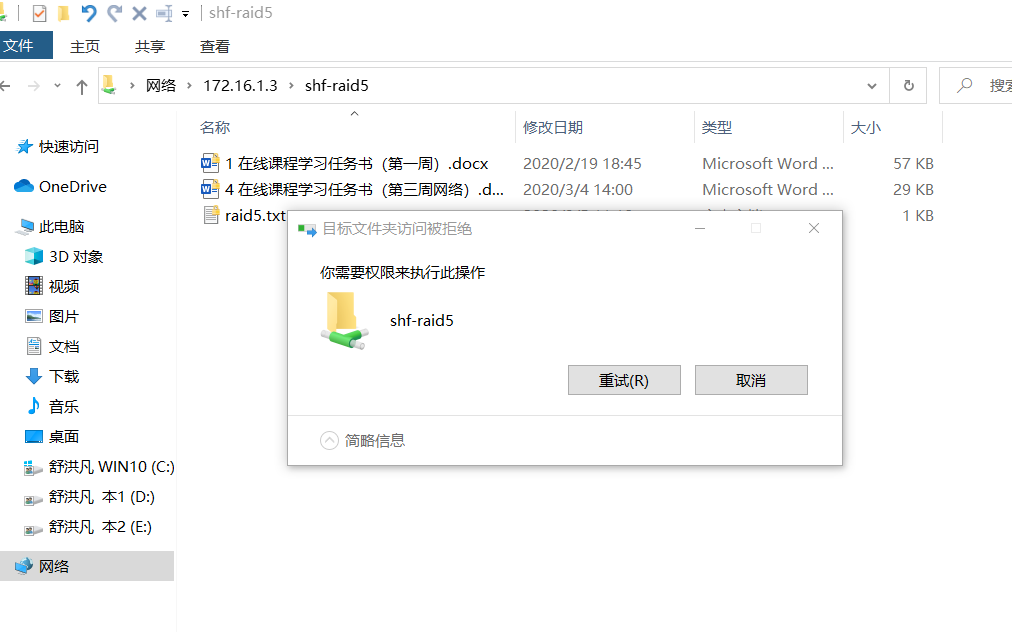 shf-raid5
文件 主页 共享 查看
网络 172.16.1.3 shf-raid5 搜索
名称 修改日期 类型 大小
快速访问
1 在线课程学习任务书（第一周）.docx 2020/2/19 18:45 Microsoft Word ... 57 KB
OneDrive
4 在线课程学习任务书（第三周网络）.d... 2020/3/4 14:00 Microsoft Word ... 29 KB
raid5.txt 1 KB
此电脑
目标文件夹访问被拒绝
3D 对象
你需要权限来执行此操作
视频
图片
shf-raid5
文档
下载
重试(R) 取消
音乐
桌面
简略信息
舒洪凡 WIN10 (C:)
舒洪凡 本1 (D:)
舒洪凡 本2 (E:)
网络